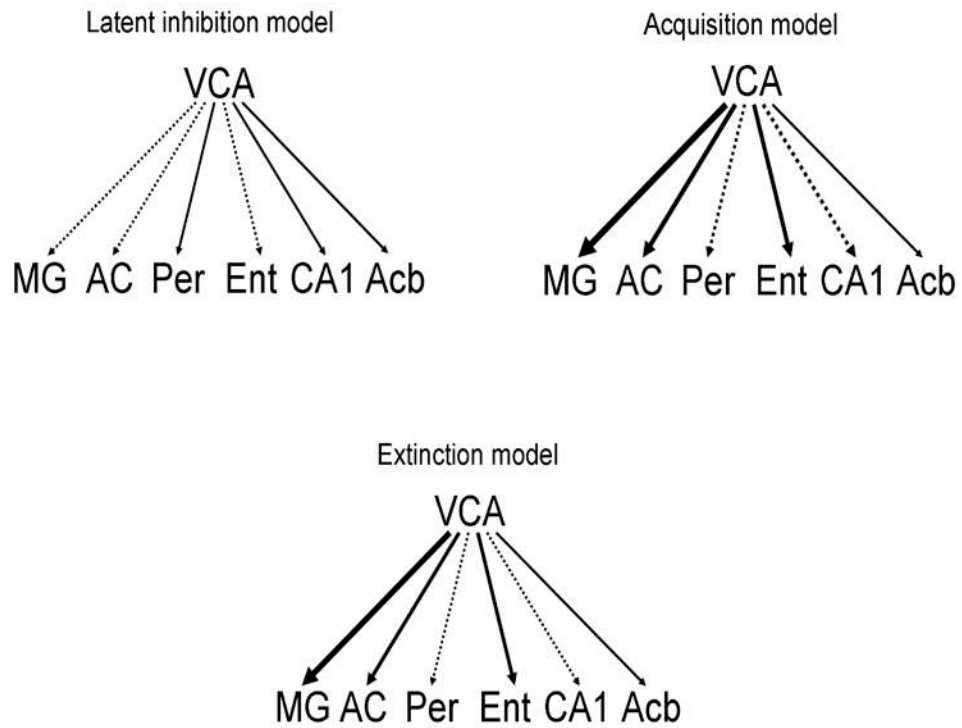 Latent inhibition model
VCA
MG AC Per Ent CA1 Acb
Acquisition model
VCA
MG AC Per Ent CA1 Acb
Extinction model
VCA
MG AC Per Ent CA1 Acb